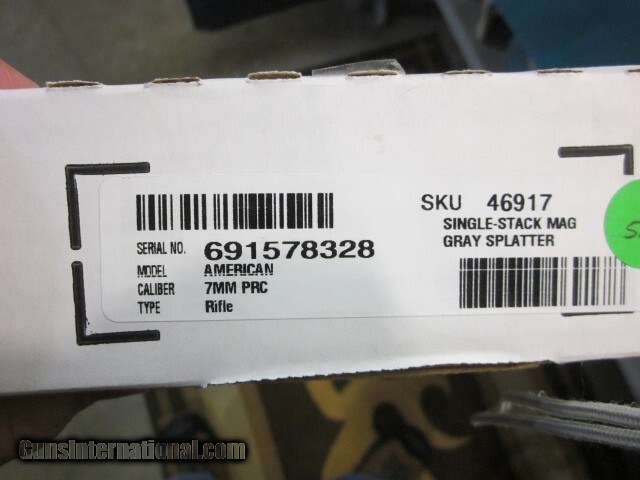 SERIAL NO. 691578328
MODEL AMERICAN
CALIBER 7MM PRC
TYPE Rifle
SKU 46917
SINGLE-STACK MAG
GRAY SPLATTER
GunsInternational.com